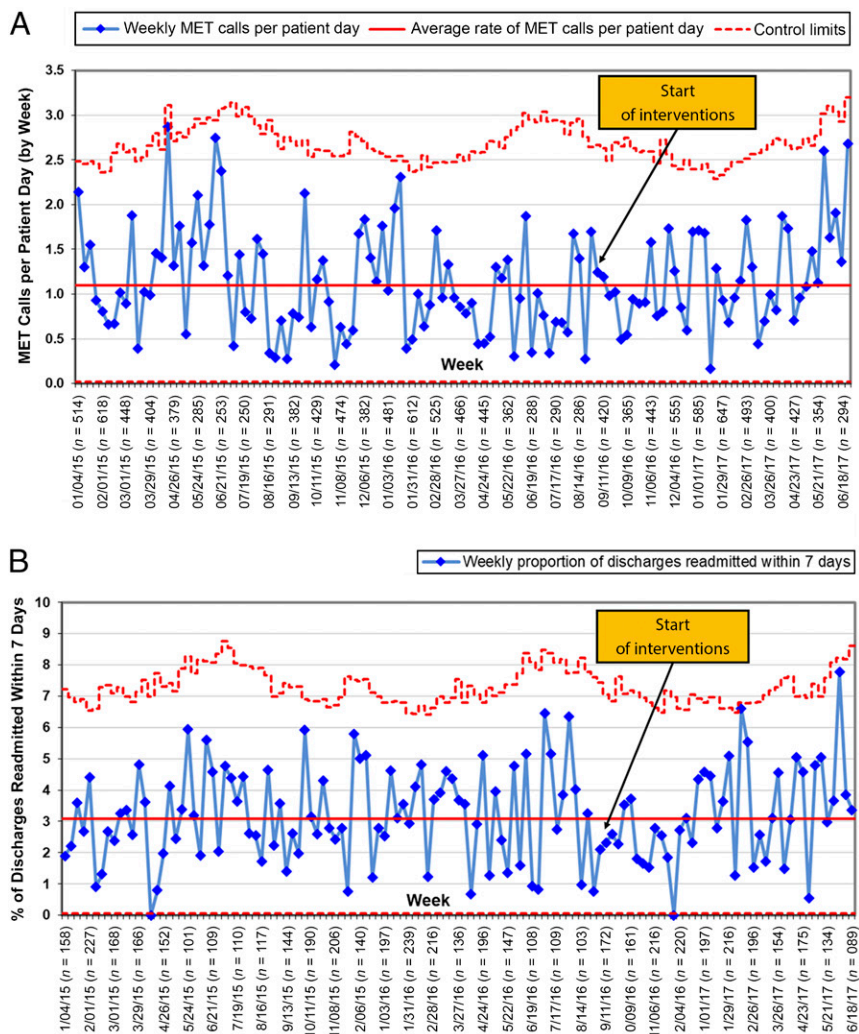 A
Weekly MET calls per patient day
Average rate of MET calls per patient day
Control limits
MET Calls per Patient Day (by Week)
3.5
3.0
2.5
2.0
1.5
1.0
0.5
0.0
Start
of interventions
Week
01/04/15 (n = 514)
02/01/15 (n = 618)
03/01/15 (n = 448)
03/29/15 (n = 404)
04/26/15 (n = 379)
05/24/15 (n = 285)
06/21/15 (n = 253)
07/19/15 (n = 250)
08/16/15 (n = 291)
09/13/15 (n = 382)
10/11/15 (n = 429)
11/08/15 (n = 474)
12/06/15 (n = 382)
01/03/16 (n = 481)
01/31/16 (n = 612)
02/28/16 (n = 525)
03/27/16 (n = 466)
04/24/16 (n = 445)
05/22/16 (n = 362)
06/19/16 (n = 288)
07/17/16 (n = 290)
08/14/16 (n = 286)
09/11/16 (n = 420)
10/09/16 (n = 365)
11/06/16 (n = 443)
12/04/16 (n = 555)
01/01/17 (n = 585)
01/29/17 (n = 647)
02/26/17 (n = 493)
03/26/17 (n = 400)
04/23/17 (n = 427)
05/21/17 (n = 354)
06/18/17 (n = 294)
B
Weekly proportion of discharges readmitted within 7 days
% of Discharges Readmitted Within 7 Days
10
9
8
7
6
5
4
3
2
1
0
Start
of interventions
Week
1/04/15 (n = 158)
2/01/15 (n = 227)
3/01/15 (n = 168)
3/29/15 (n = 166)
4/26/15 (n = 152)
5/24/15 (n = 101)
6/21/15 (n = 109)
7/19/15 (n = 110)
8/16/15 (n = 117)
9/13/15 (n = 144)
10/11/15 (n = 190)
11/08/15 (n = 206)
2/06/15 (n = 140)
1/03/16 (n = 197)
1/31/16 (n = 239)
2/28/16 (n = 216)
3/27/16 (n = 136)
4/24/16 (n = 196)
5/22/16 (n = 147)
6/19/16 (n = 108)
7/17/16 (n = 109)
8/14/16 (n = 103)
9/11/16 (n = 172)
0/09/16 (n = 161)
11/06/16 (n = 216)
2/04/16 (n = 220)
1/01/17 (n = 197)
1/29/17 (n = 216)
2/26/17 (n = 196)
3/26/17 (n = 154)
4/23/17 (n = 175)
5/21/17 (n = 134)
6/18/17 (n = 089)